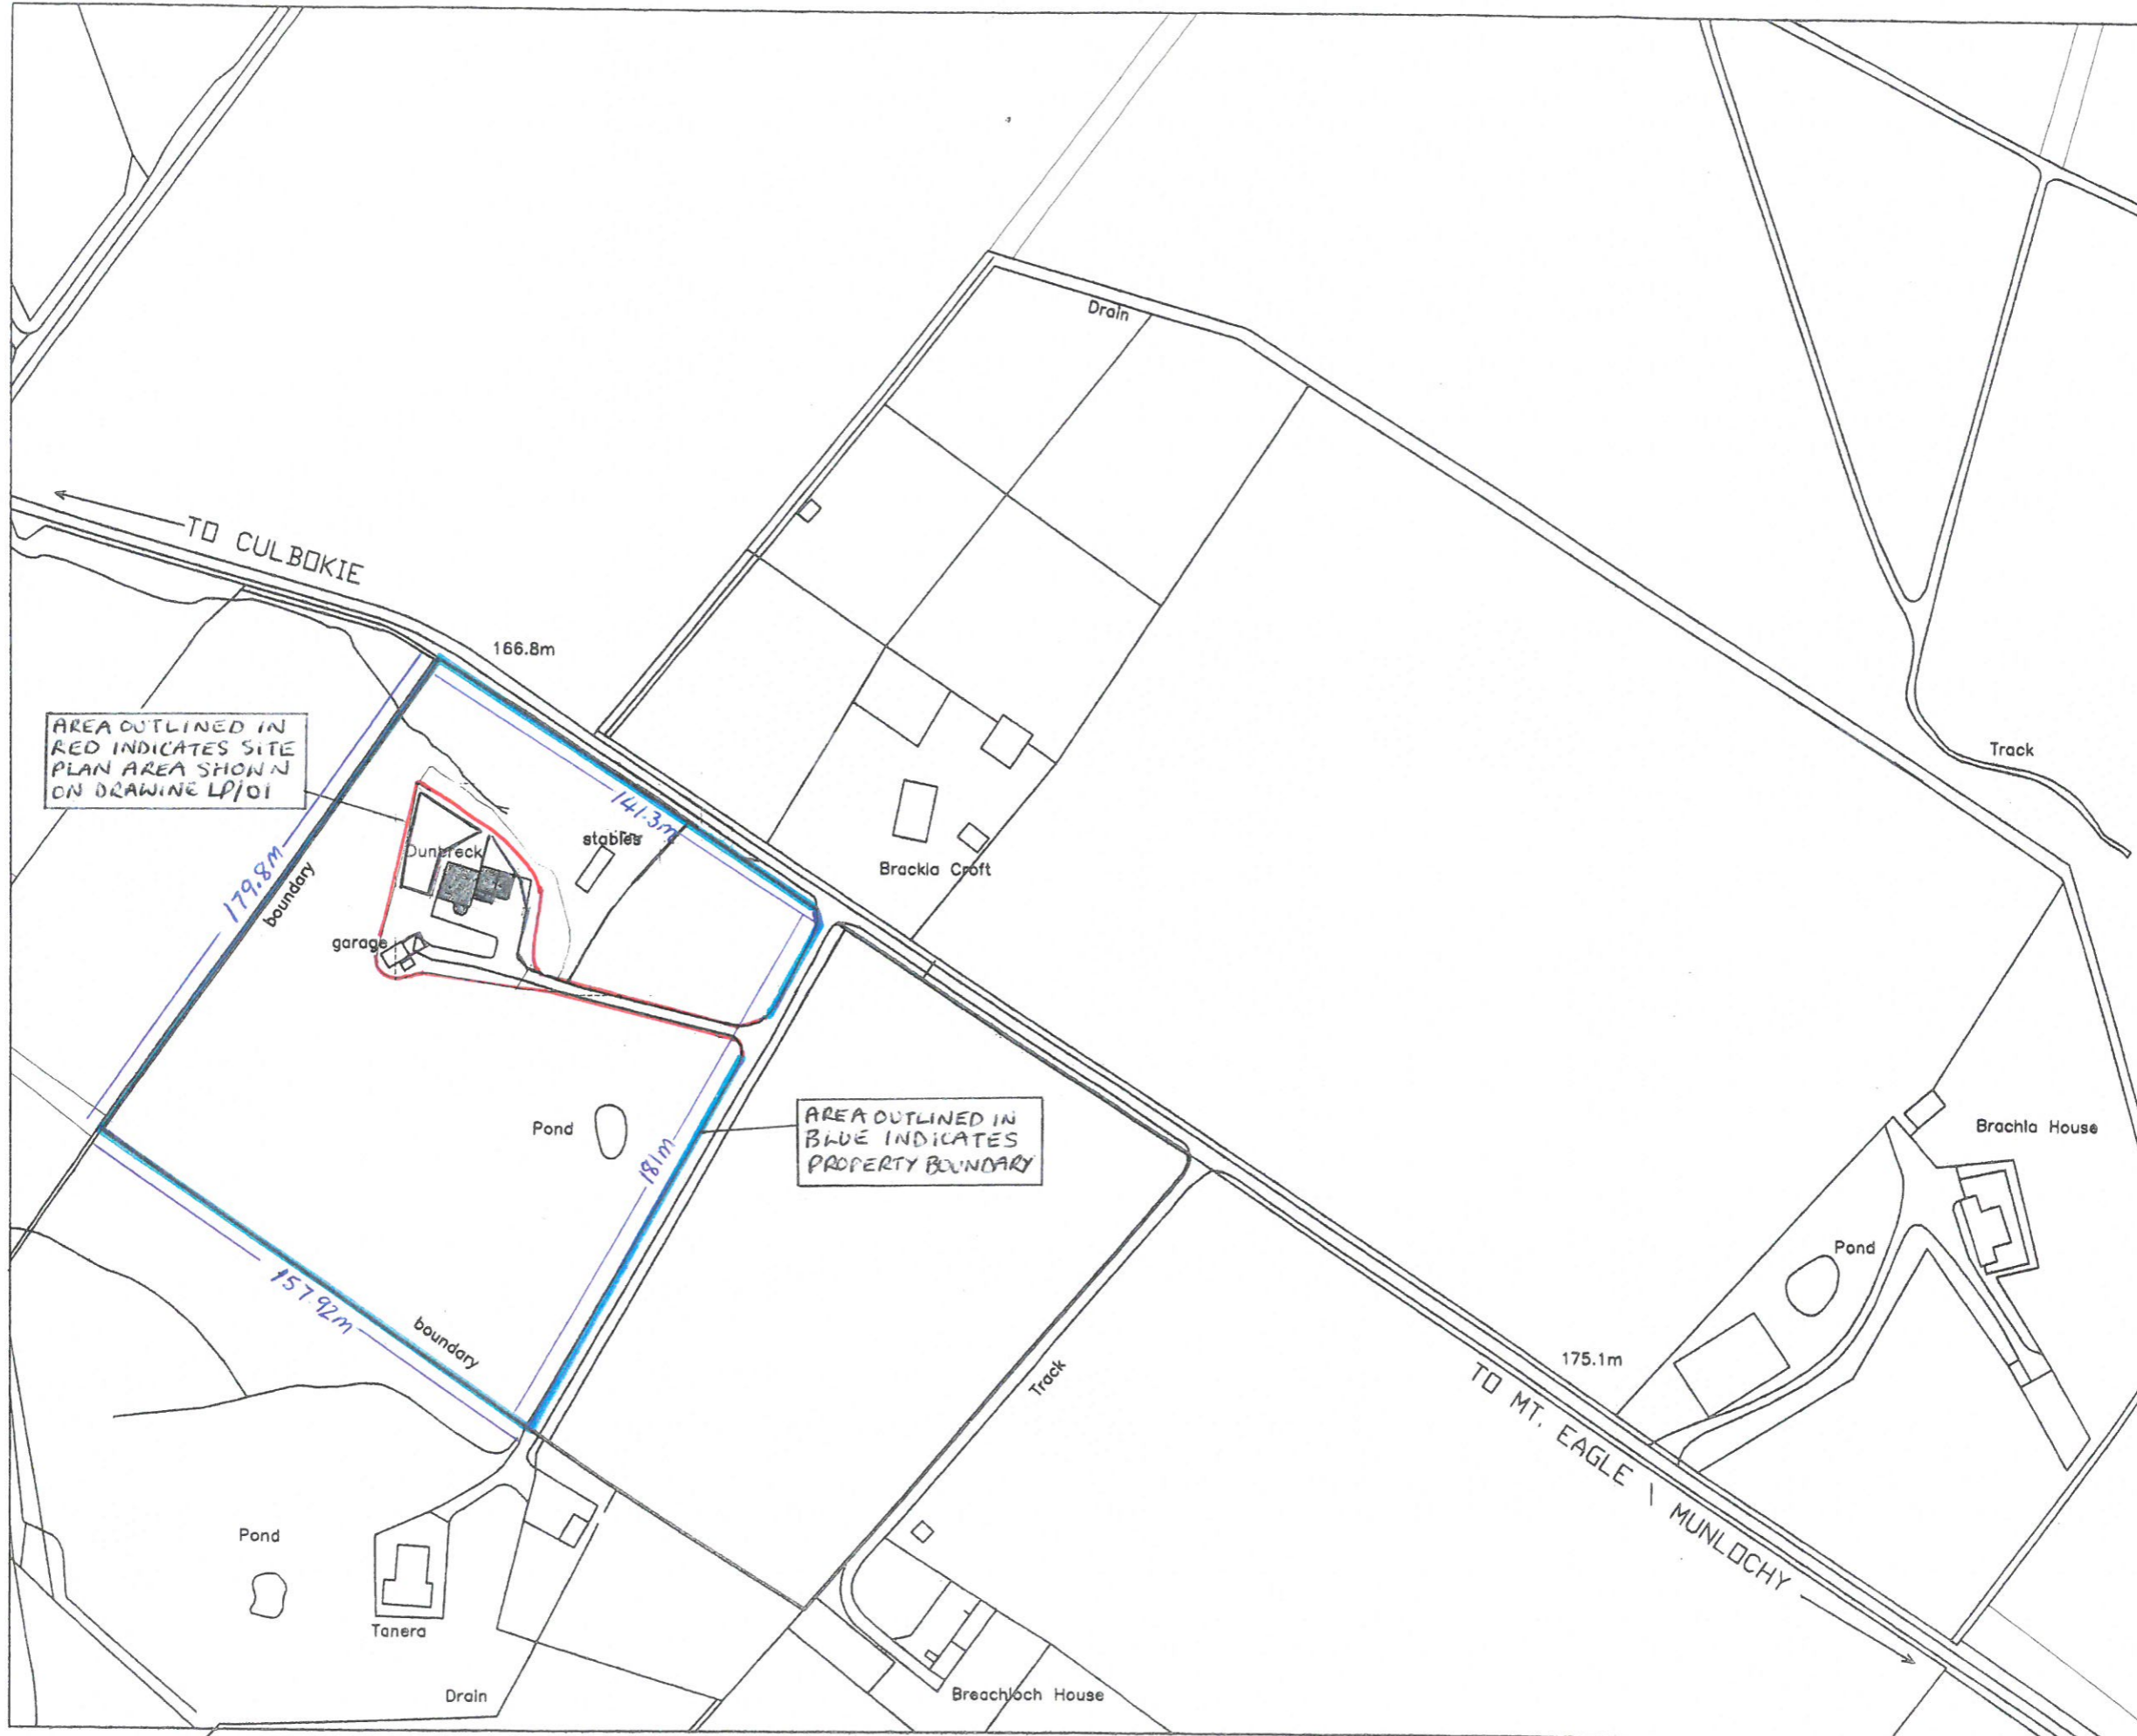 Drain
TO CULBOKIE
166.8m
AREA OUTLINED IN
RED INDICATES SITE
PLAN AREA SHOWN
ON DRAWING LP/01
Track
141.3m
stables
Dunbreck
Brackla Croft
179.8m
boundary
garage
Pond
AREA OUTLINED IN
BLUE INDICATES
PROPERTY BOUNDARY
181m
Brachla House
Pond
157.92m
boundary
175.1m
Track
TO MT. EAGLE \ MUNLOCHY
Pond
Tanera
Drain
Breachloch House